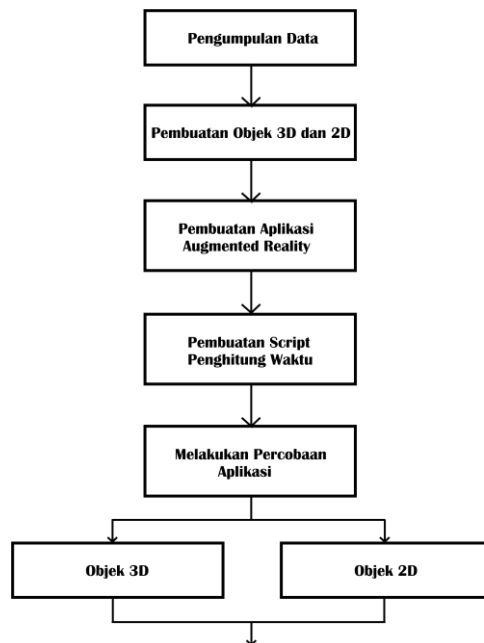 Pengumpulan Data
Pembuatan Objek 3D dan 2D
Pembuatan Aplikasi
Augmented Reality
Pembuatan Script
Penghitung Waktu
Melakukan Percobaan
Aplikasi
Objek 3D
Objek 2D